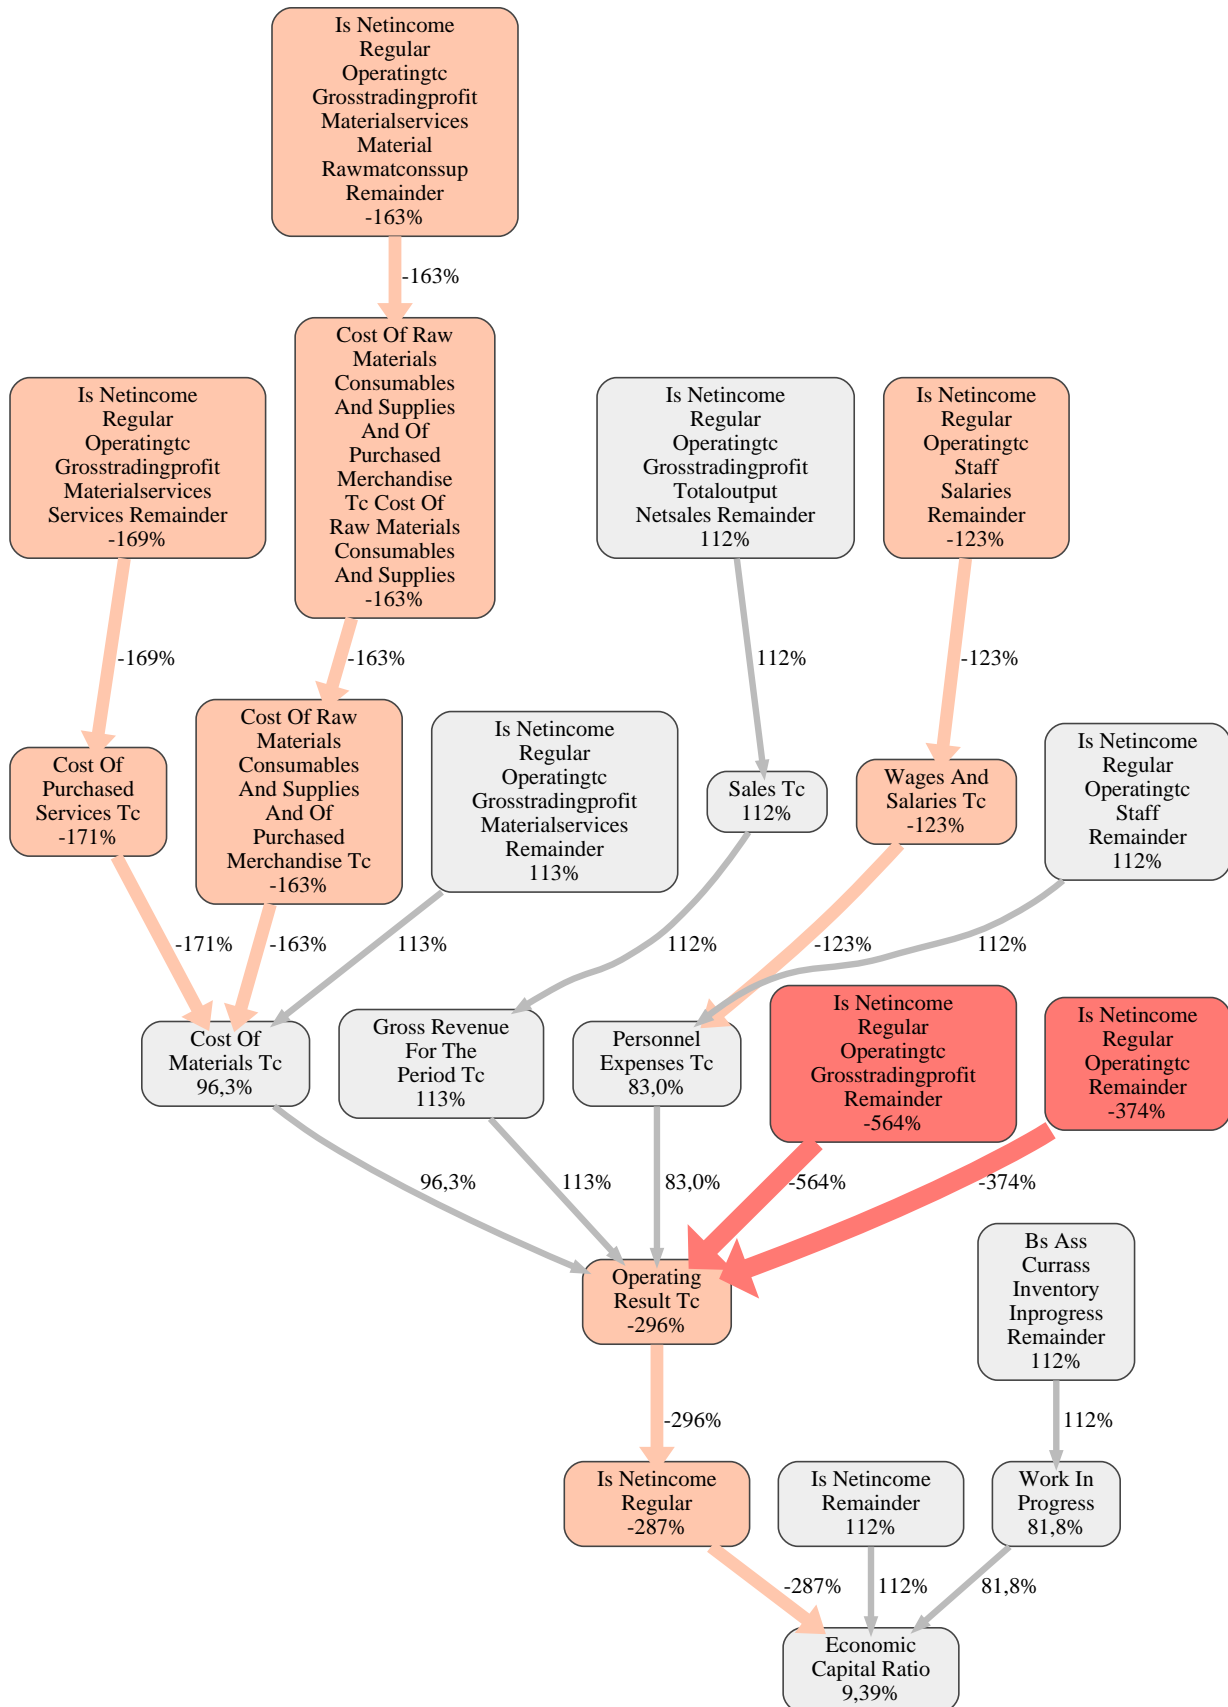 Is Netincome
Regular
Operatingtc
Grosstradingprofit
Materialservices
Material
Rawmatconssup
Remainder
-163%
-163%
Cost Of Raw
Materials
Consumables
And Supplies
And Of
Purchased
Merchandise
Tc Cost Of
Raw Materials
Consumables
And Supplies
-163%
Is Netincome
Regular
Operatingtc
Grosstradingprofit
Materialservices
Services Remainder
-169%
Is Netincome
Regular
Operatingtc
Grosstradingprofit
Totaloutput
Netsales Remainder
112%
Is Netincome
Regular
Operatingtc
Staff
Salaries
Remainder
-123%
-169%
-163%
112%
-123%
Cost Of
Purchased
Services Tc
-171%
Cost Of Raw
Materials
Consumables
And Supplies
And Of
Purchased
Merchandise Tc
-163%
Is Netincome
Regular
Operatingtc
Grosstradingprofit
Materialservices
Remainder
113%
Sales Tc
112%
Wages And
Salaries Tc
-123%
Is Netincome
Regular
Operatingtc
Staff
Remainder
112%
-171%
-163%
113%
112%
-123%
112%
Cost Of
Materials Tc
96,3%
Gross Revenue
For The
Period Tc
113%
Personnel
Expenses Tc
83,0%
Is Netincome
Regular
Operatingtc
Grosstradingprofit
Remainder
-564%
Is Netincome
Regular
Operatingtc
Remainder
-374%
96,3%
113%
83,0%
-564%
-374%
Operating
Result Tc
-296%
Bs Ass
Currass
Inventory
Inprogress
Remainder
112%
-296%
112%
Is Netincome
Regular
-287%
Is Netincome
Remainder
112%
Work In
Progress
81,8%
-287%
112%
81,8%
Economic
Capital Ratio
9,39%